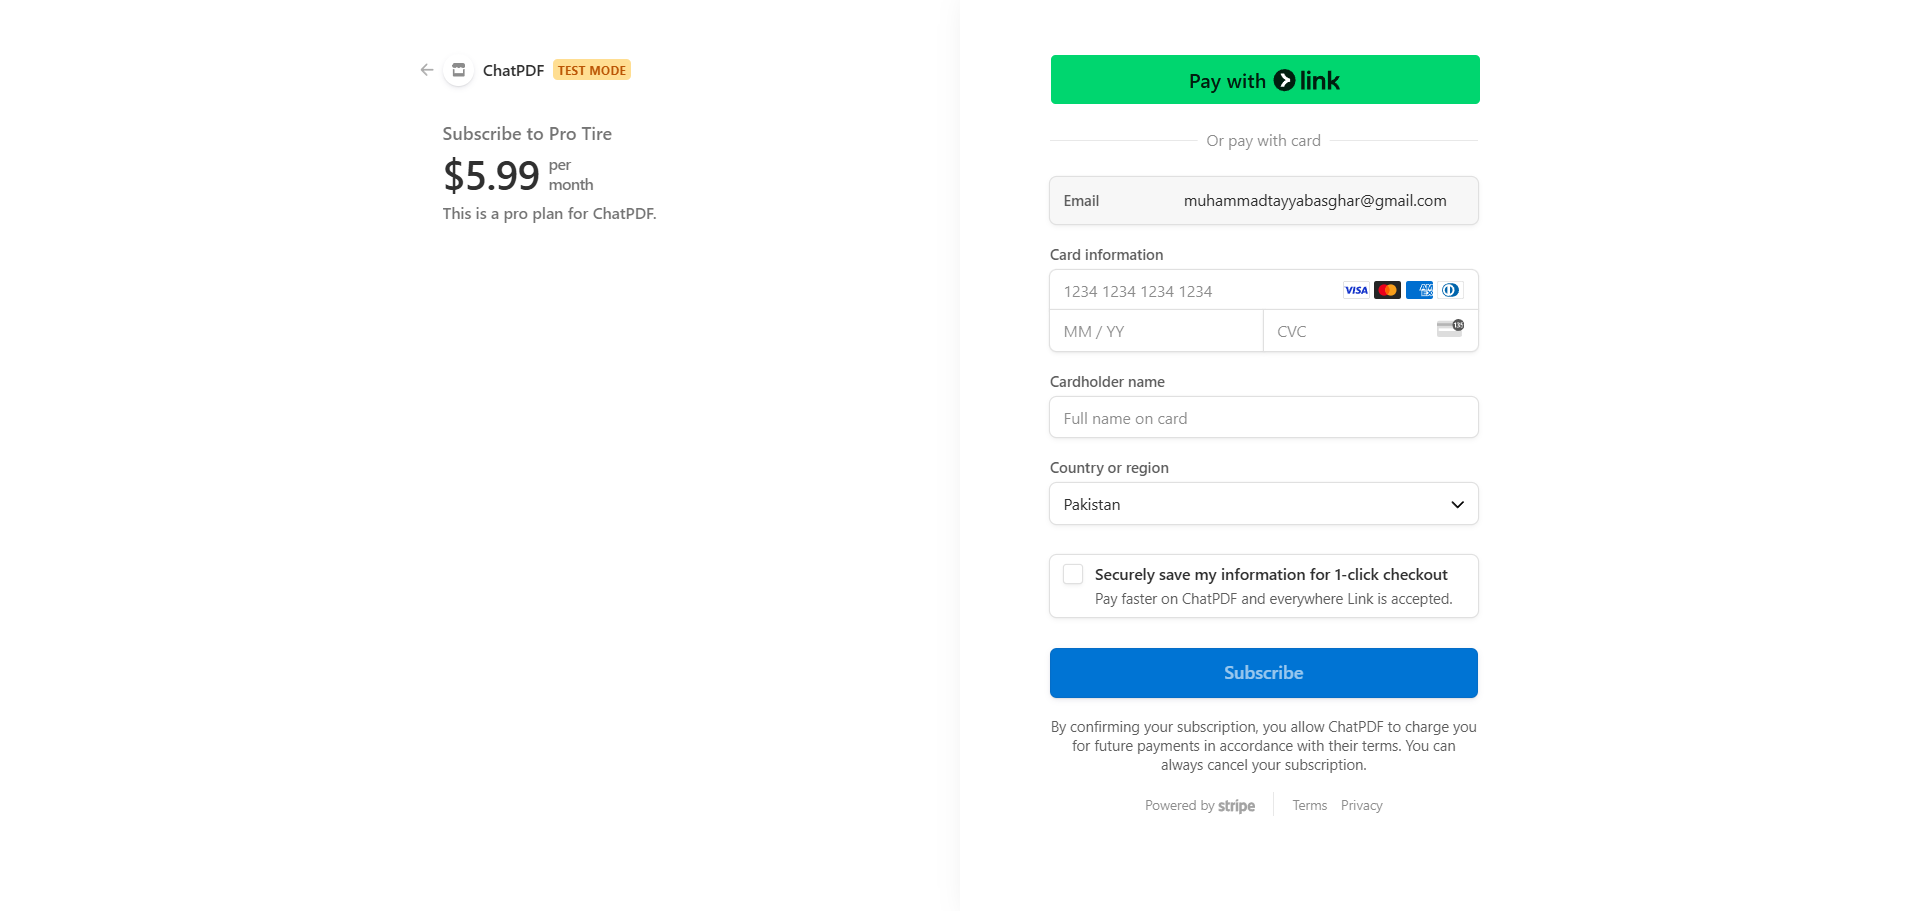 ChatPDF TEST MODE
Subscribe to Pro Tire
$5.99 per month
This is a pro plan for ChatPDF.
Pay with link
Or pay with card
Email muhammadtayyabasghar@gmail.com
Card information
1234 1234 1234 1234 VISA AMEX
MM / YY CVC 135
Cardholder name
Full name on card
Country or region
Pakistan
Securely save my information for 1-click checkout
Pay faster on ChatPDF and everywhere Link is accepted.
Subscribe
By confirming your subscription, you allow ChatPDF to charge you
for future payments in accordance with their terms. You can
always cancel your subscription.
Powered by stripe Terms Privacy